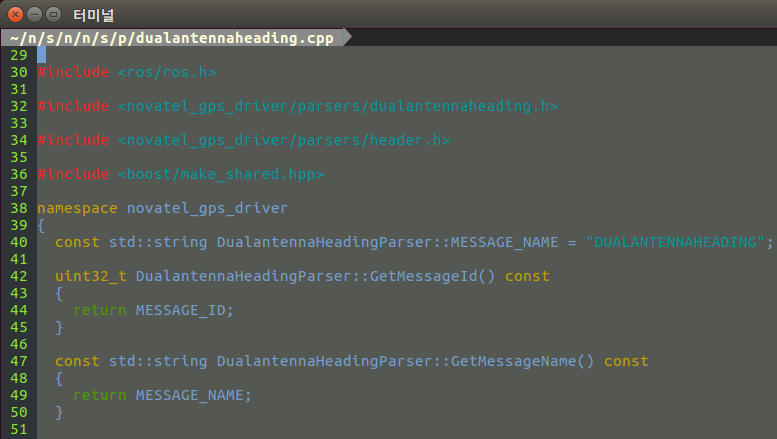 터미널
~/n/s/n/n/s/p/dualantennaheading.cpp
29
30 #include <ros/ros.h>
31
32 #include <novatel_gps_driver/parsers/dualantennaheading.h>
33
34 #include <novatel_gps_driver/parsers/header.h>
35
36 #include <boost/make_shared.hpp>
37
38 namespace novatel_gps_driver
39 {
40   const std::string DualantennaHeadingParser::MESSAGE_NAME = "DUALANTENNAHEADING";
41
42   uint32_t DualantennaHeadingParser::GetMessageId() const
43   {
44     return MESSAGE_ID;
45   }
46
47   const std::string DualantennaHeadingParser::GetMessageName() const
48   {
49     return MESSAGE_NAME;
50   }
51